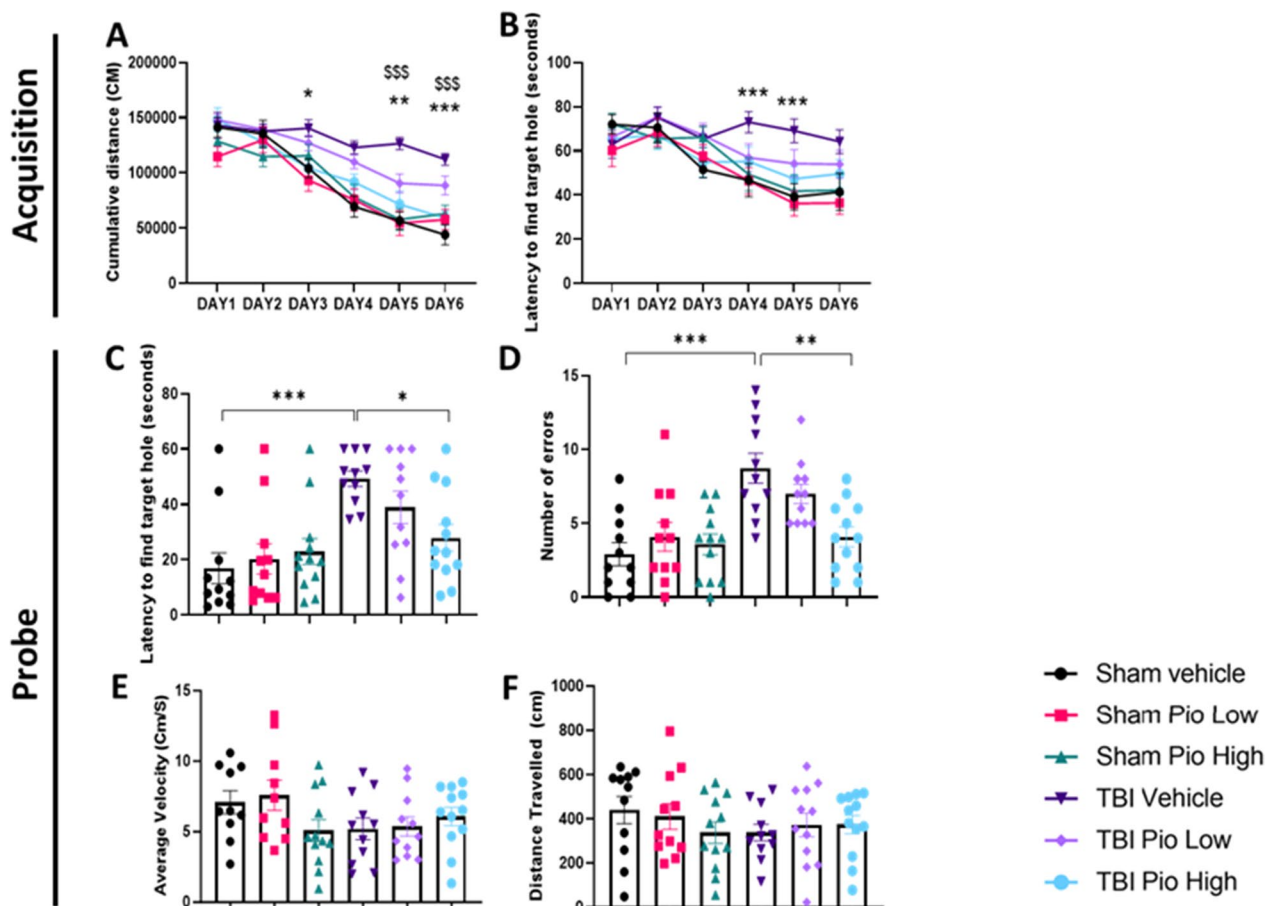 Acquisition
A
Cumulative distance (CM)
200000
150000
100000
50000
0
*
$$$
**
$$$
***
DAY1 DAY2 DAY3 DAY4 DAY5 DAY6
B
Latency to find target hole (seconds)
100
80
60
40
20
0
***
***
DAY1 DAY2 DAY3 DAY4 DAY5 DAY6
Probe
C
Latency to find target hole (seconds)
80
60
40
20
0
***
*
D
Number of errors
15
10
5
0
***
**
E
Average Velocity (Cm/S)
15
10
5
0
F
Distance Travelled (cm)
1000
800
600
400
200
0
Sham vehicle
Sham Pio Low
Sham Pio High
TBI Vehicle
TBI Pio Low
TBI Pio High